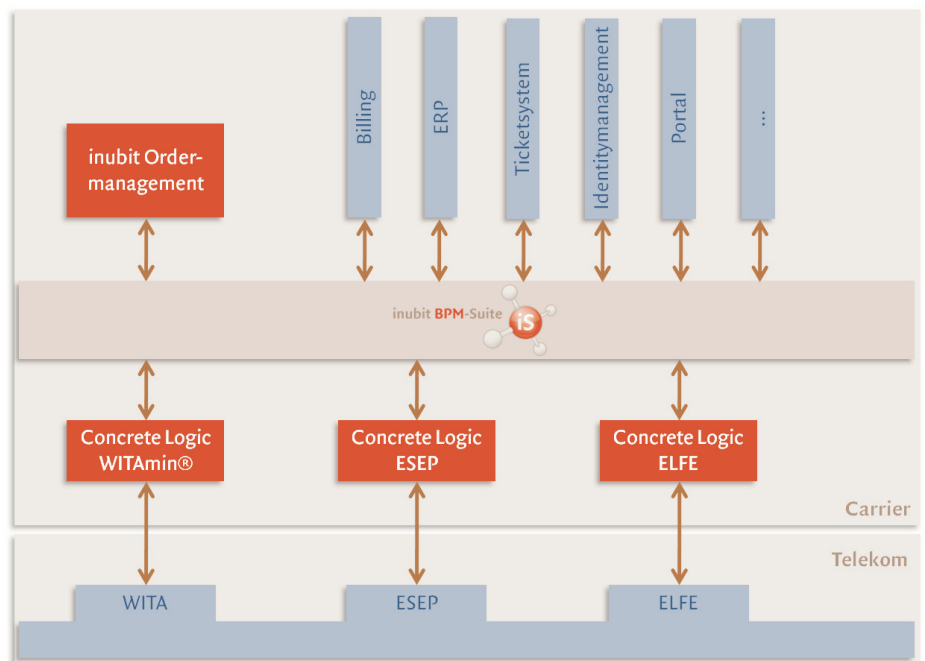 inubit Order-
management
Billing
ERP
Ticketsystem
Identitymanagement
Portal
...
inubit BPM-Suite
iS
Concrete Logic
WITAmin®
Concrete Logic
ESEP
Concrete Logic
ELFE
Carrier
Telekom
WITA
ESEP
ELFE